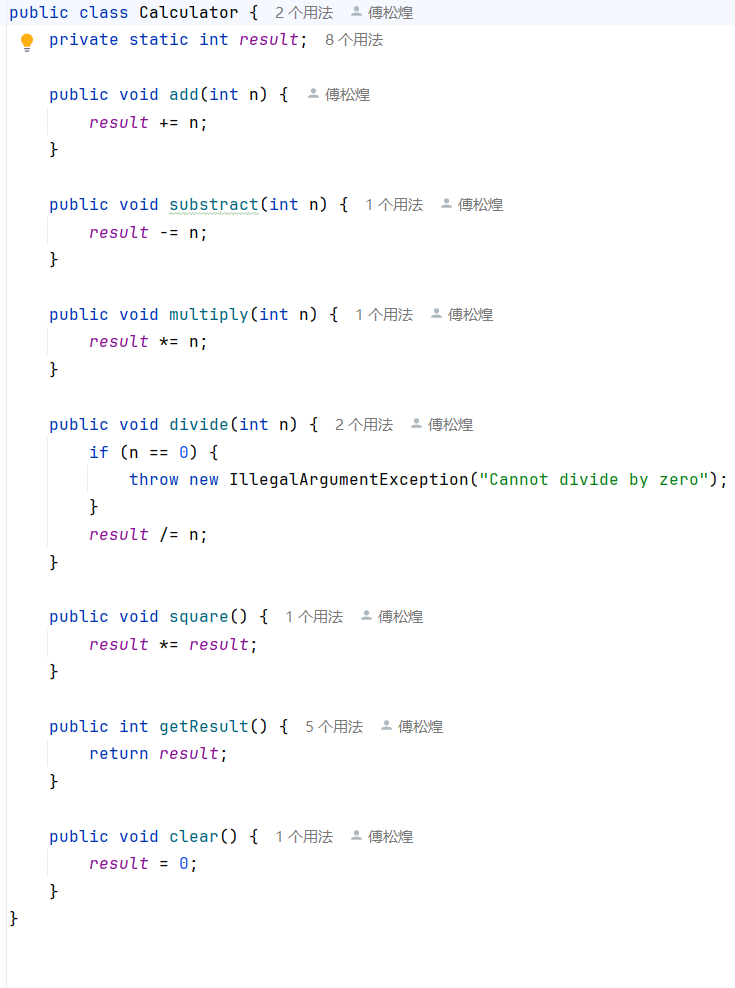 public class Calculator { 2 个用法 傅松煌
private static int result; 8 个用法
public void add(int n) { 傅松煌
result += n;
}
public void substract(int n) { 1 个用法 傅松煌
result -= n;
}
public void multiply(int n) { 1 个用法 傅松煌
result *= n;
}
public void divide(int n) { 2 个用法 傅松煌
if (n == 0) {
throw new IllegalArgumentException("Cannot divide by zero");
}
result /= n;
}
public void square() { 1 个用法 傅松煌
result *= result;
}
public int getResult() { 5 个用法 傅松煌
return result;
}
public void clear() { 1 个用法 傅松煌
result = 0;
}
}